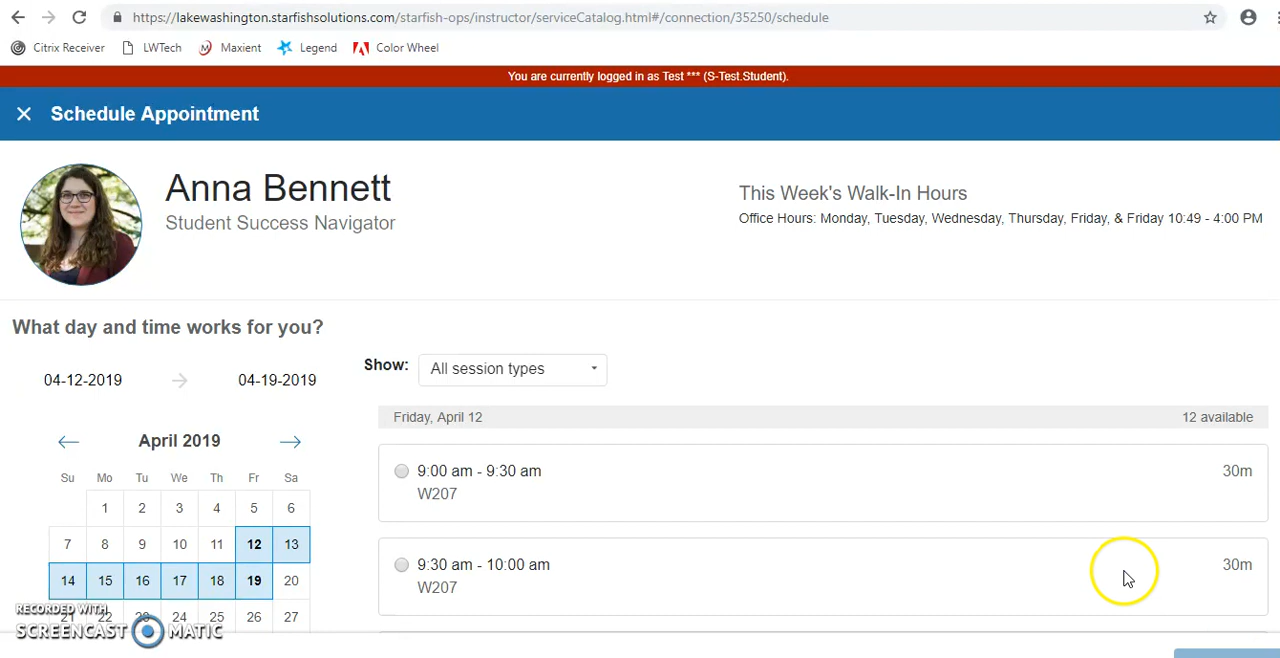 https://lakewashington.starfishsolutions.com/starfish-ops/instructor/serviceCatalog.html#/connection/35250/schedule
Citrix Receiver LWTech Maxient Legend Color Wheel
You are currently logged in as Test *** (S-Test.Student).
Schedule Appointment
Anna Bennett
Student Success Navigator
This Week's Walk-In Hours
Office Hours: Monday, Tuesday, Wednesday, Thursday, Friday, & Friday 10:49 - 4:00 PM
What day and time works for you?
04-12-2019 04-19-2019
Show: All session types
Friday, April 12 12 available
April 2019
Su Mo Tu We Th Fr Sa
1 2 3 4 5 6
7 8 9 10 11 12 13
14 15 16 17 18 19 20
21 22 23 24 25 26 27
9:00 am - 9:30 am 30m
W207
9:30 am - 10:00 am 30m
W207
RECORDED WITH
SCREENCAST MATIC